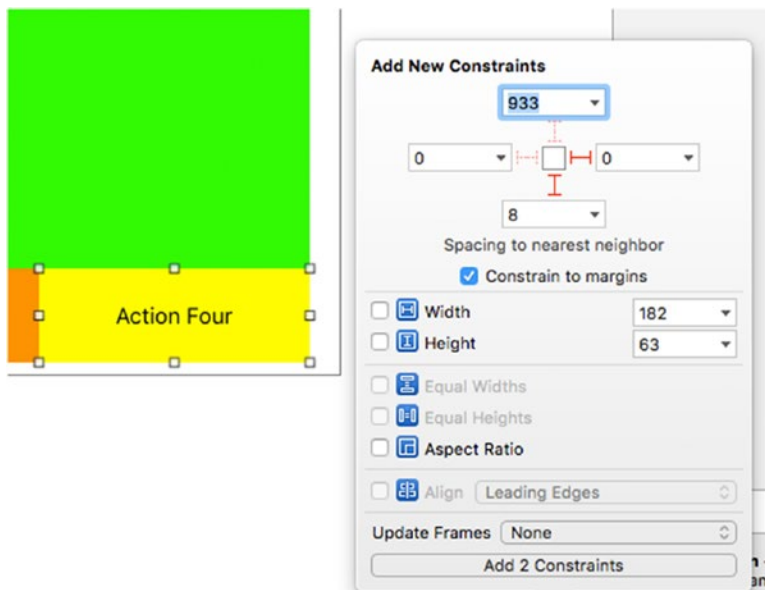 Add New Constraints
933
0
0
8
Spacing to nearest neighbor
Constrain to margins
Action Four
Width
182
Height
63
Equal Widths
Equal Heights
Aspect Ratio
Align
Leading Edges
Update Frames
None
Add 2 Constraints